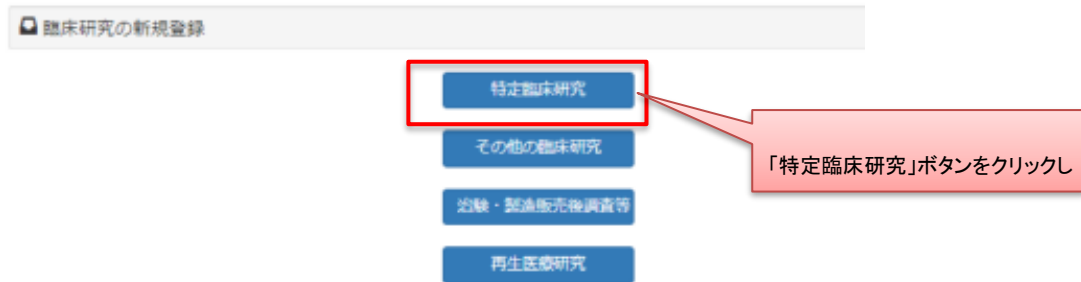 臨床研究の新規登録
特定臨床研究
その他の臨床研究
治験・製造販売後調査等
再生医療研究
「特定臨床研究」ボタンをクリックし